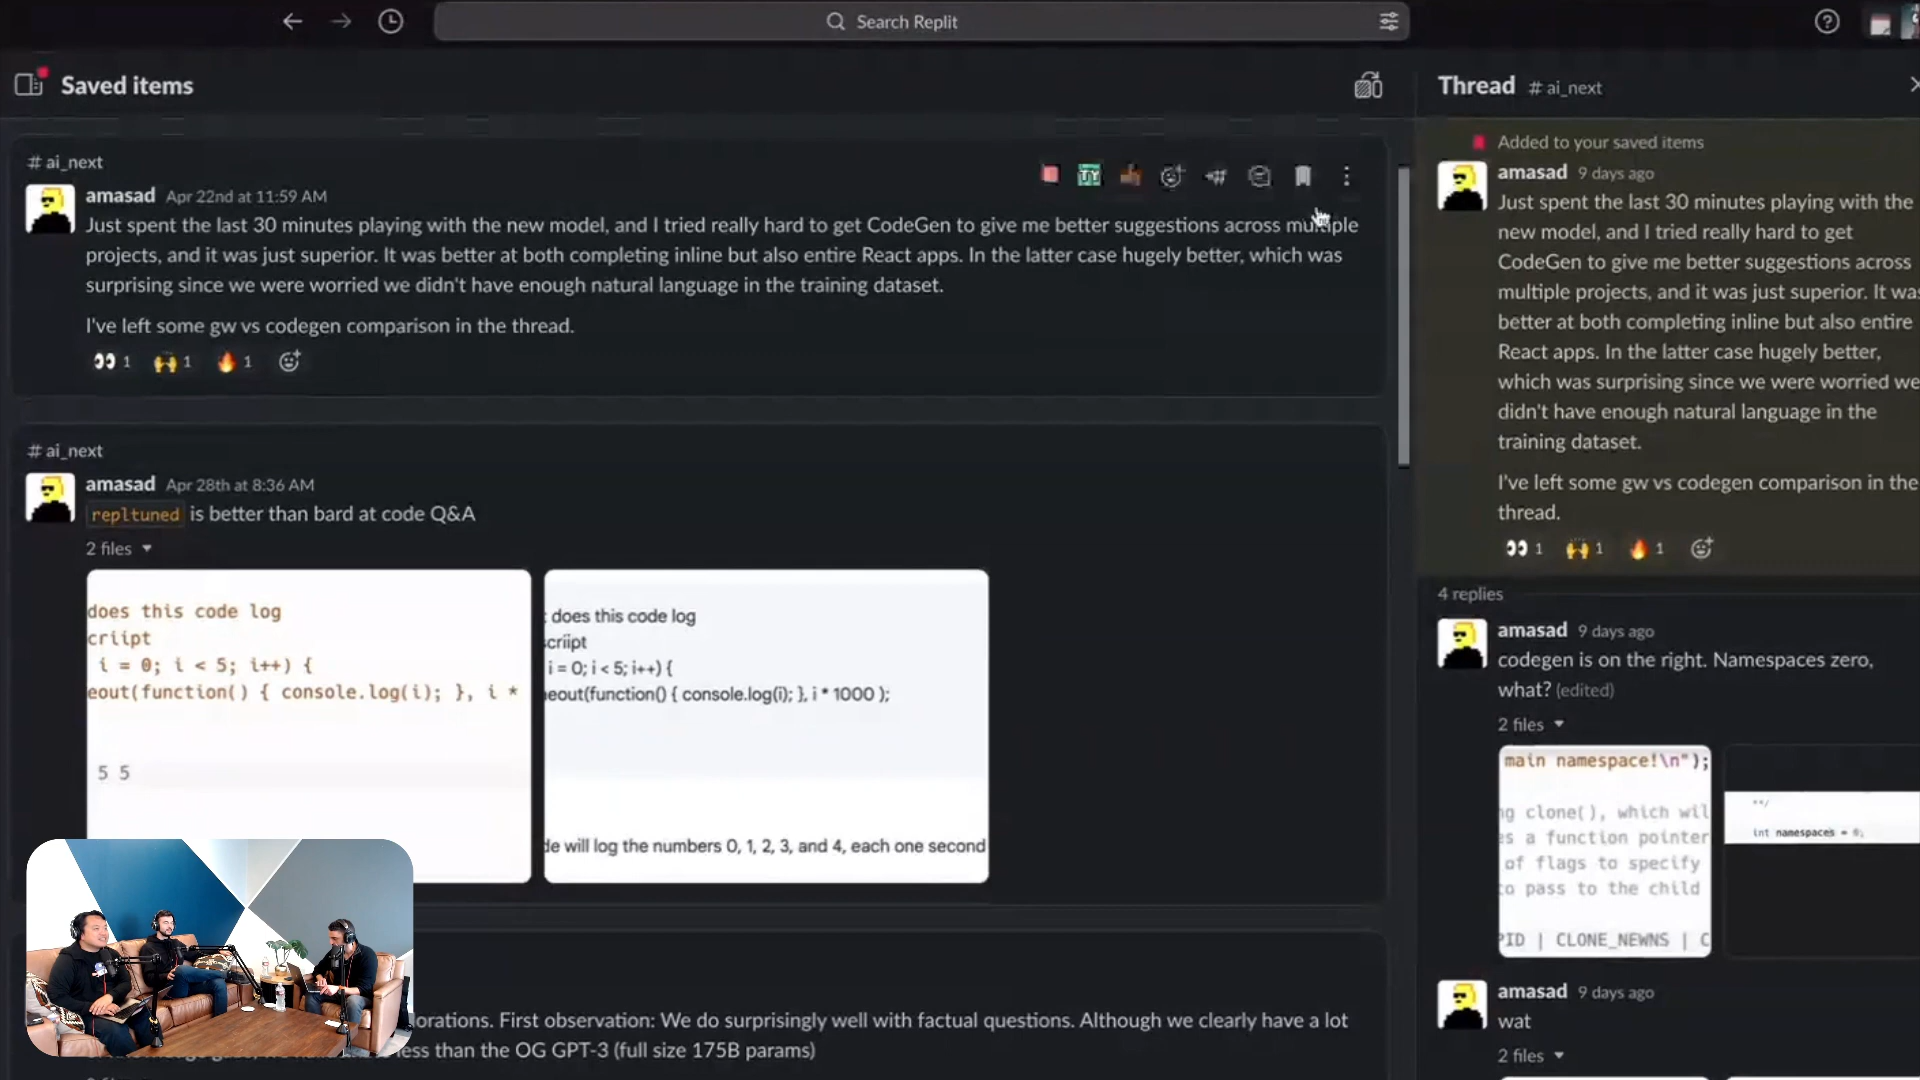 Search Replit
Saved items
# ai_next
amasad Apr 22nd at 11:59 AM
Just spent the last 30 minutes playing with the new model, and I tried really hard to get CodeGen to give me better suggestions across multiple
projects, and it was just superior. It was better at both completing inline but also entire React apps. In the latter case hugely better, which was
surprising since we were worried we didn't have enough natural language in the training dataset.
I've left some gw vs codegen comparison in the thread.
1 1 1
# ai_next
amasad Apr 28th at 8:36 AM
repltuned is better than bard at code Q&A
2 files
does this code log
criipt
i = 0; i < 5; i++) {
eout(function() { console.log(i); }, i *
5 5
does this code log
scriipt
i = 0; i < 5; i++) {
eout(function() { console.log(i); }, i * 1000 );
de will log the numbers 0, 1, 2, 3, and 4, each one second
orations. First observation: We do surprisingly well with factual questions. Although we clearly have a lot
less than the OG GPT-3 (full size 175B params)
Thread # ai_next
Added to your saved items
amasad 9 days ago
Just spent the last 30 minutes playing with the
new model, and I tried really hard to get
CodeGen to give me better suggestions across
multiple projects, and it was just superior. It was
better at both completing inline but also entire
React apps. In the latter case hugely better,
which was surprising since we were worried we
didn't have enough natural language in the
training dataset.
I've left some gw vs codegen comparison in the
thread.
1 1 1
4 replies
amasad 9 days ago
codegen is on the right. Namespaces zero,
what? (edited)
2 files
main namespace!\n");
ng clone(), which wil
es a function pointer
of flags to specify
to pass to the child
PID | CLONE_NEWNS | C
**/
int namespaces = 0;
amasad 9 days ago
wat
2 files